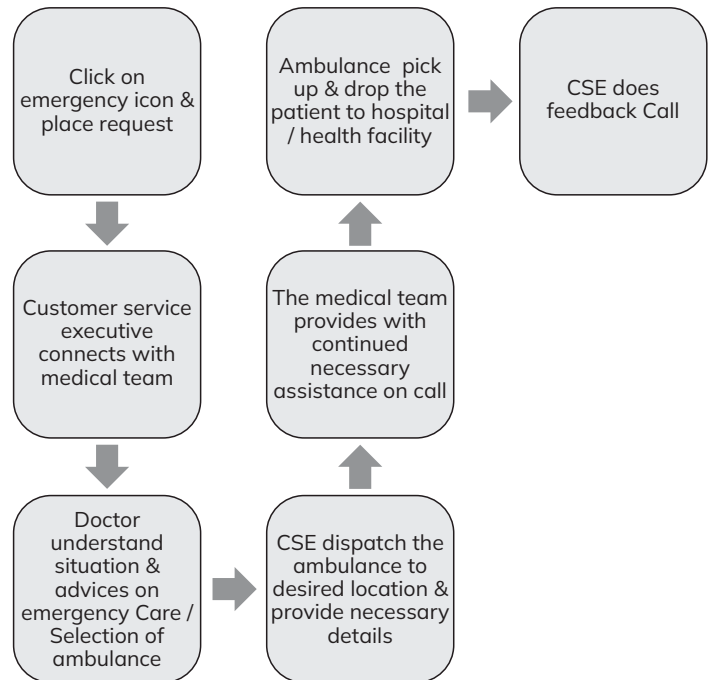 Click on
emergency icon &
place request
Customer service
executive
connects with
medical team
Doctor
understand
situation &
advices on
emergency Care /
Selection of
ambulance
CSE dispatch the
ambulance to
desired location &
provide necessary
details
The medical team
provides with
continued
necessary
assistance on call
Ambulance pick
up & drop the
patient to hospital
/ health facility
CSE does
feedback Call